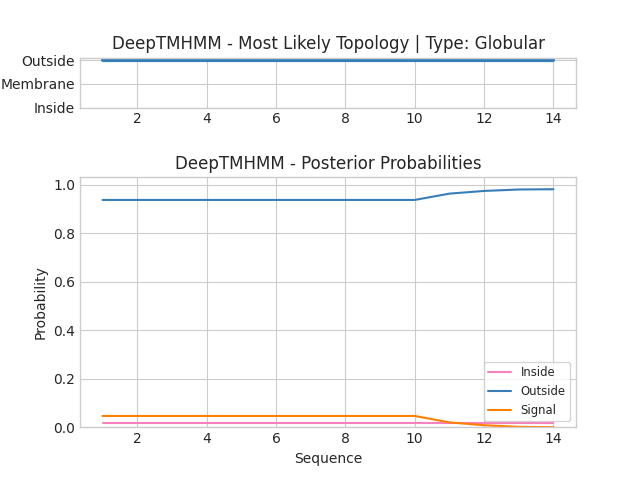 DeepTMHMM - Most Likely Topology | Type: Globular
Outside
Membrane
Inside
2 4 6 8 10 12 14
DeepTMHMM - Posterior Probabilities
1.0
0.8
0.6
0.4
0.2
0.0
Probability
Inside
Outside
Signal
2 4 6 8 10 12 14
Sequence